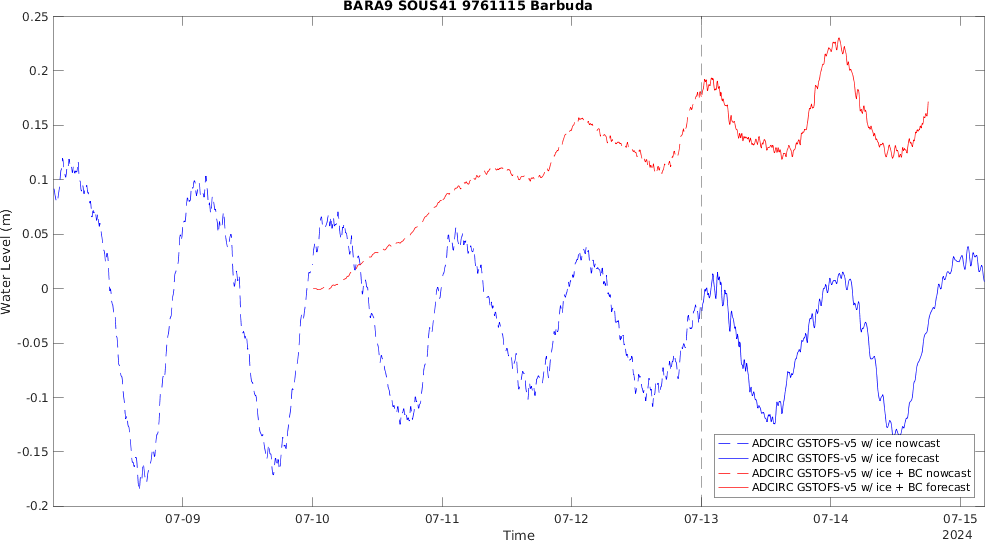 BARA9 SOUS41 9761115 Barbuda
0.25
0.2
0.15
0.1
0.05
0
-0.05
-0.1
-0.15
-0.2
Water Level (m)
07-09
07-10
07-11
07-12
07-13
07-14
07-15
Time
2024
ADCIRC GSTOFS-v5 w/ ice nowcast
ADCIRC GSTOFS-v5 w/ ice forecast
ADCIRC GSTOFS-v5 w/ ice + BC nowcast
ADCIRC GSTOFS-v5 w/ ice + BC forecast